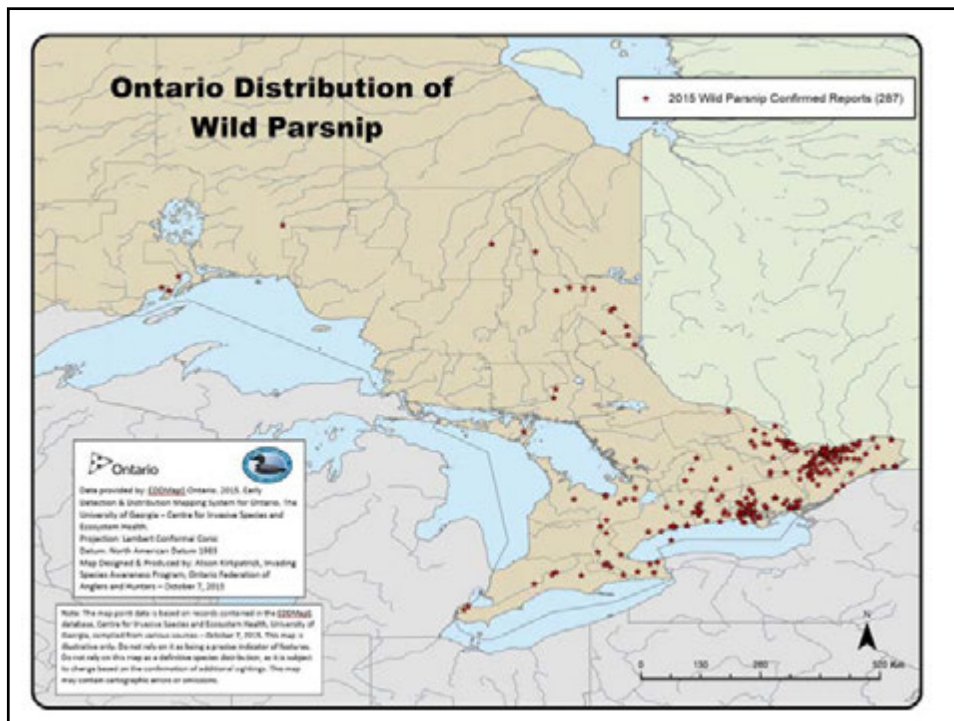 Ontario Distribution of
Wild Parsnip
2015 Wild Parsnip Confirmed Reports (287)
Ontario
Data provided by: EDDMapS Ontario, 2015. Early
Detection & Distribution Mapping System for Ontario. The
University of Georgia – Centre for Invasive Species and
Ecosystem Health.
Projection: Lambert Conformal Conic
Datum: North American Datum 1983
Map Designed & Produced by: Alison Kirkpatrick, Invading
Species Awareness Program, Ontario Federation of
Anglers and Hunters – October 7, 2015
Note: The map point data is based on records contained in the EDDMapS
database, Centre for Invasive Species and Ecosystem Health, University of
Georgia, compiled from various sources – October 7, 2015. This map is
illustrative only. Do not rely on it as being a precise indicator of features.
Do not rely on this map as a definitive species distribution, as it is subject
to change based on the confirmation of additional sightings. This map
may contain cartographic errors or omissions.
N
0 130 260 520 Km